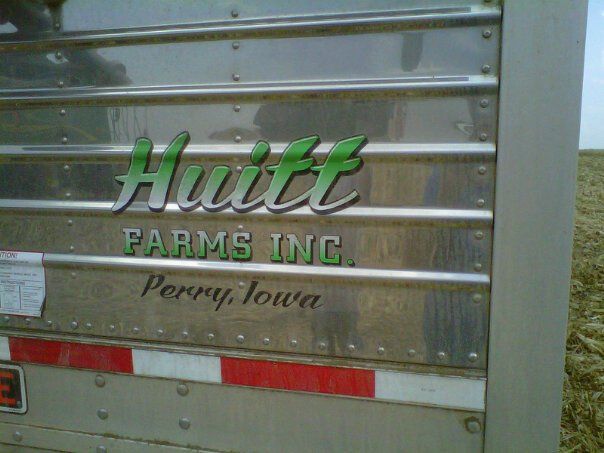 Huitt
FARMS INC.
Perry, Iowa